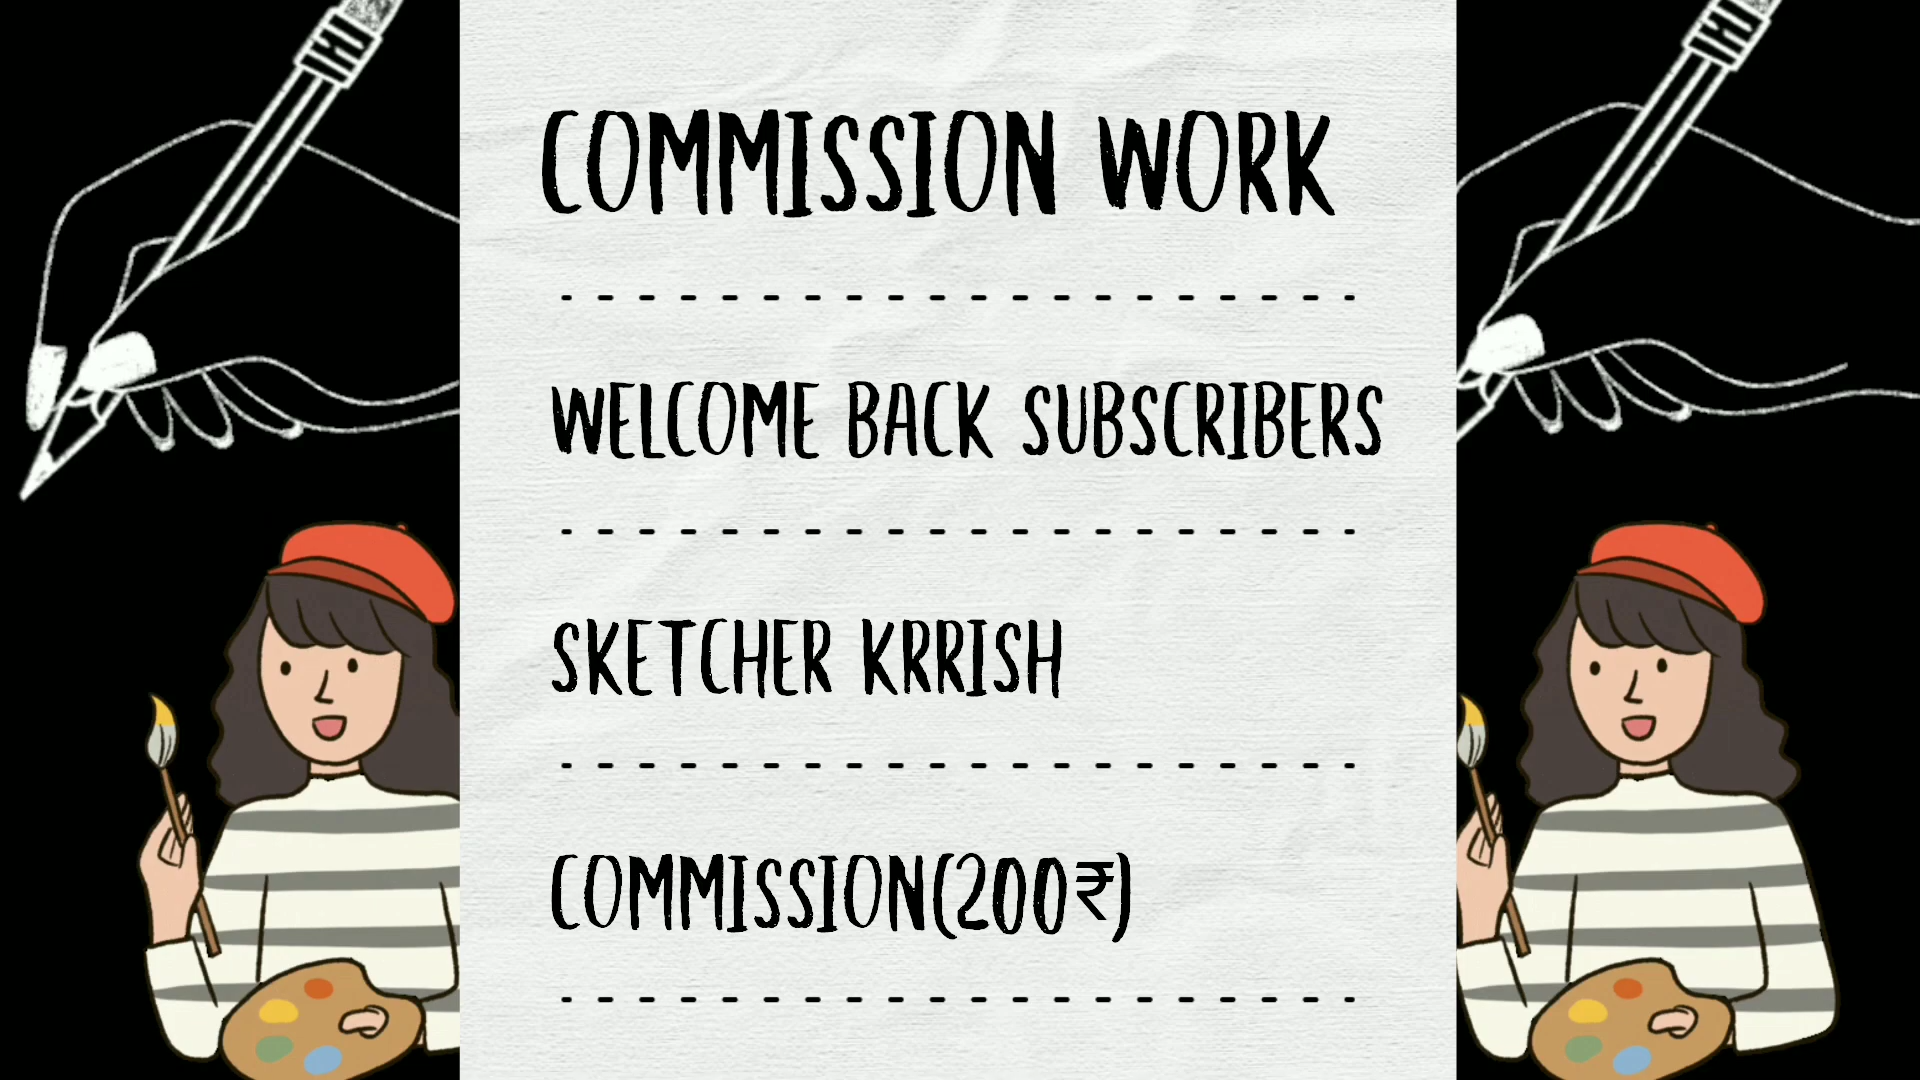 COMMISSION WORK
WELCOME BACK SUBSCRIBERS
SKETCHER KRRISH
COMMISSION(200₹)